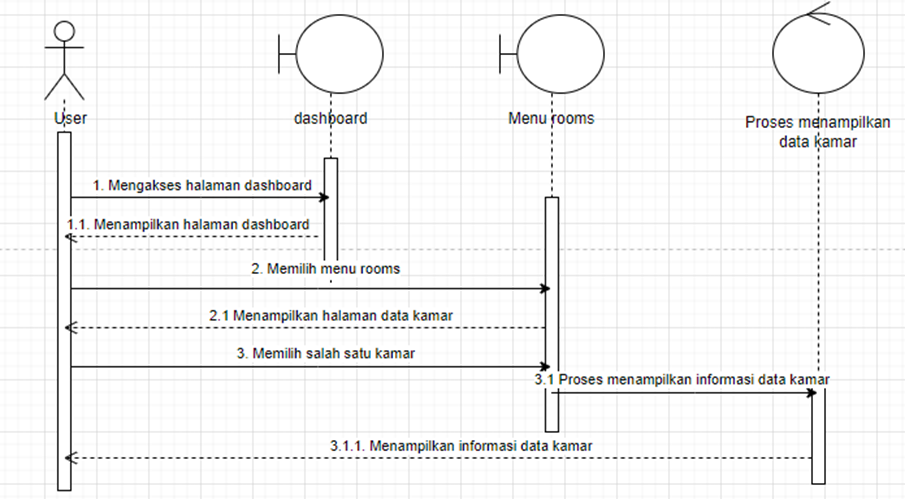 User
dashboard
Menu rooms
Proses menampilkan
data kamar
1. Mengakses halaman dashboard
1.1. Menampilkan halaman dashboard
2. Memilih menu rooms
2.1 Menampilkan halaman data kamar
3. Memilih salah satu kamar
3.1 Proses menampilkan informasi data kamar
3.1.1. Menampilkan informasi data kamar